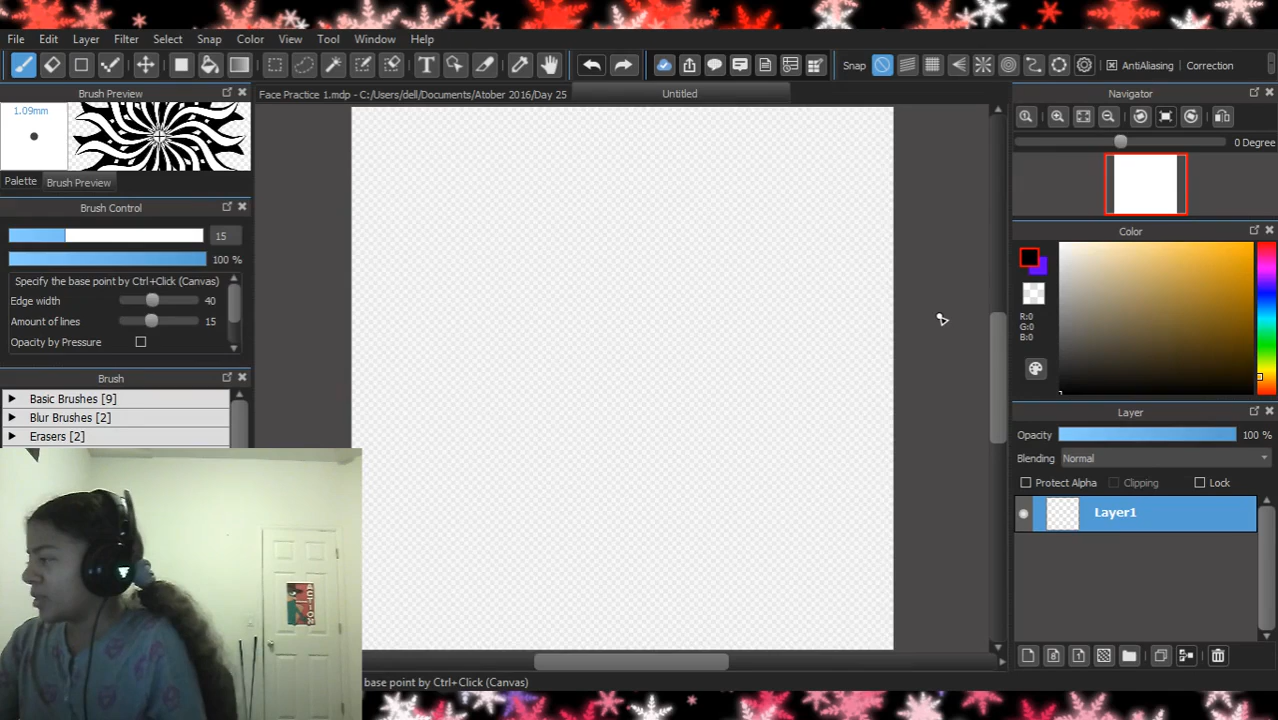 File Edit Layer Filter Select Snap Color View Tool Window Help
T Snap AntiAliasing Correction
Brush Preview
Face Practice 1.mdp - C:/Users/dell/Documents/Atober 2016/Day 25
Untitled
Navigator
1.09mm
0 Degree
Palette Brush Preview
Brush Control
15
100 %
Specify the base point by Ctrl+Click (Canvas)
Edge width 40
Amount of lines 15
Opacity by Pressure
Brush
Basic Brushes [9]
Blur Brushes [2]
Erasers [2]
Color
R:0
G:0
B:0
Layer
Opacity 100 %
Blending Normal
Protect Alpha Clipping Lock
Layer1
ACTION
base point by Ctrl+Click (Canvas)